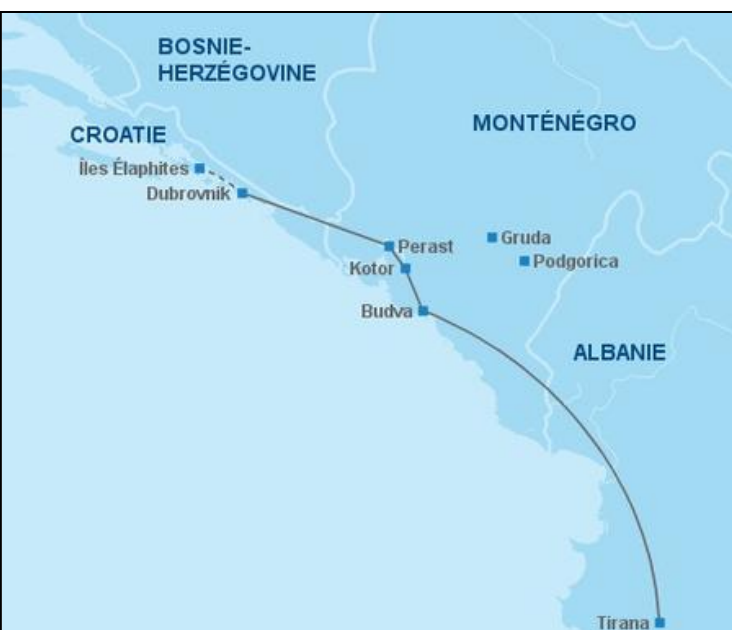 BOSNIE-
HERZÉGOVINE
MONTÉNÉGRO
CROATIE
Îles Élaphites
Dubrovnik
Perast
Gruda
Kotor
Podgorica
Budva
ALBANIE
Tirana